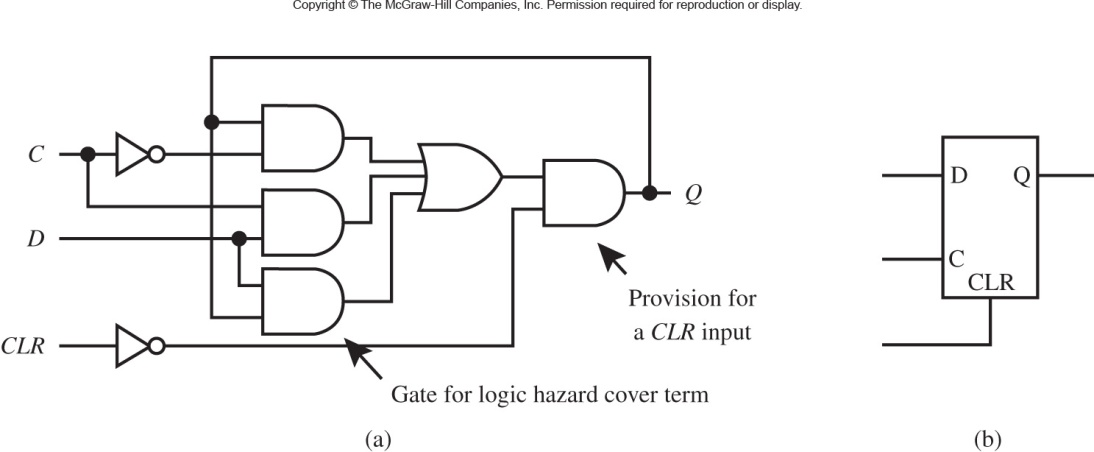 Copyright © The McGraw-Hill Companies, Inc. Permission required for reproduction or display.
C
D
CLR
Q
Provision for
a CLR input
Gate for logic hazard cover term
(a)
D Q
C
CLR
(b)